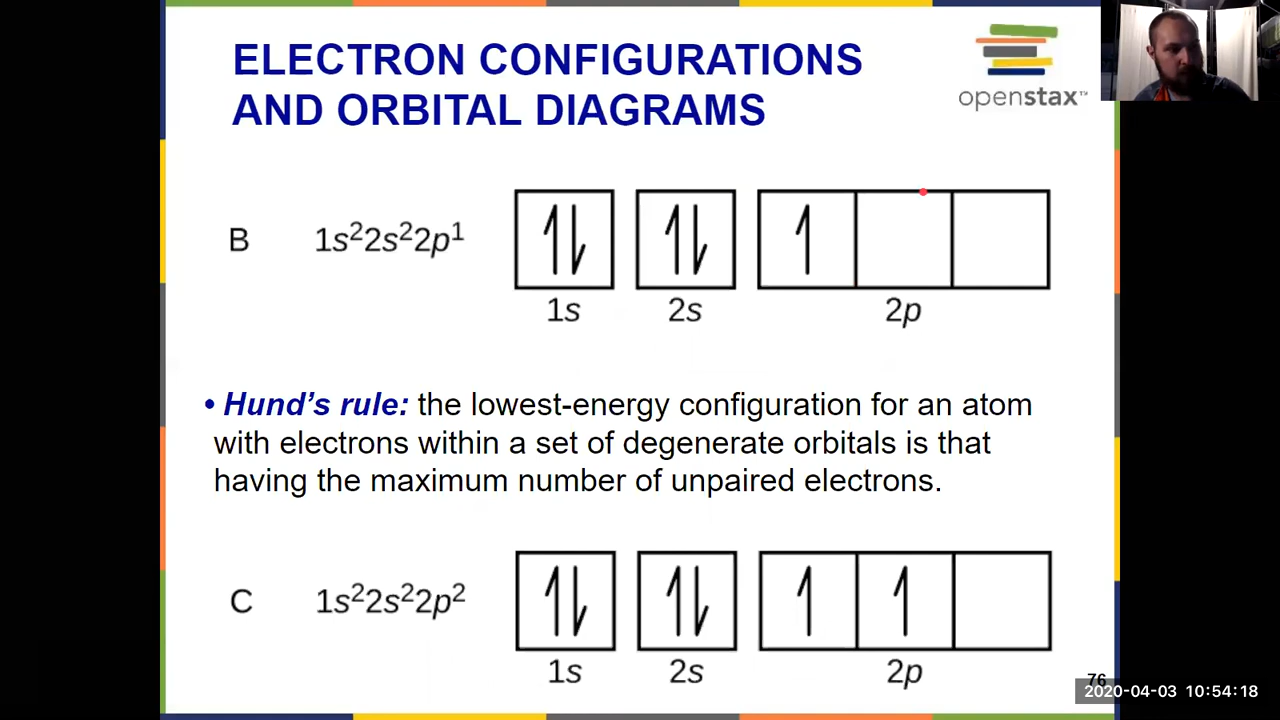 ELECTRON CONFIGURATIONS
AND ORBITAL DIAGRAMS
openstax™
B 1s²2s²2p¹
1s 2s 2p
• Hund’s rule: the lowest-energy configuration for an atom
with electrons within a set of degenerate orbitals is that
having the maximum number of unpaired electrons.
C 1s²2s²2p²
1s 2s 2p
76
2020-04-03 10:54:18